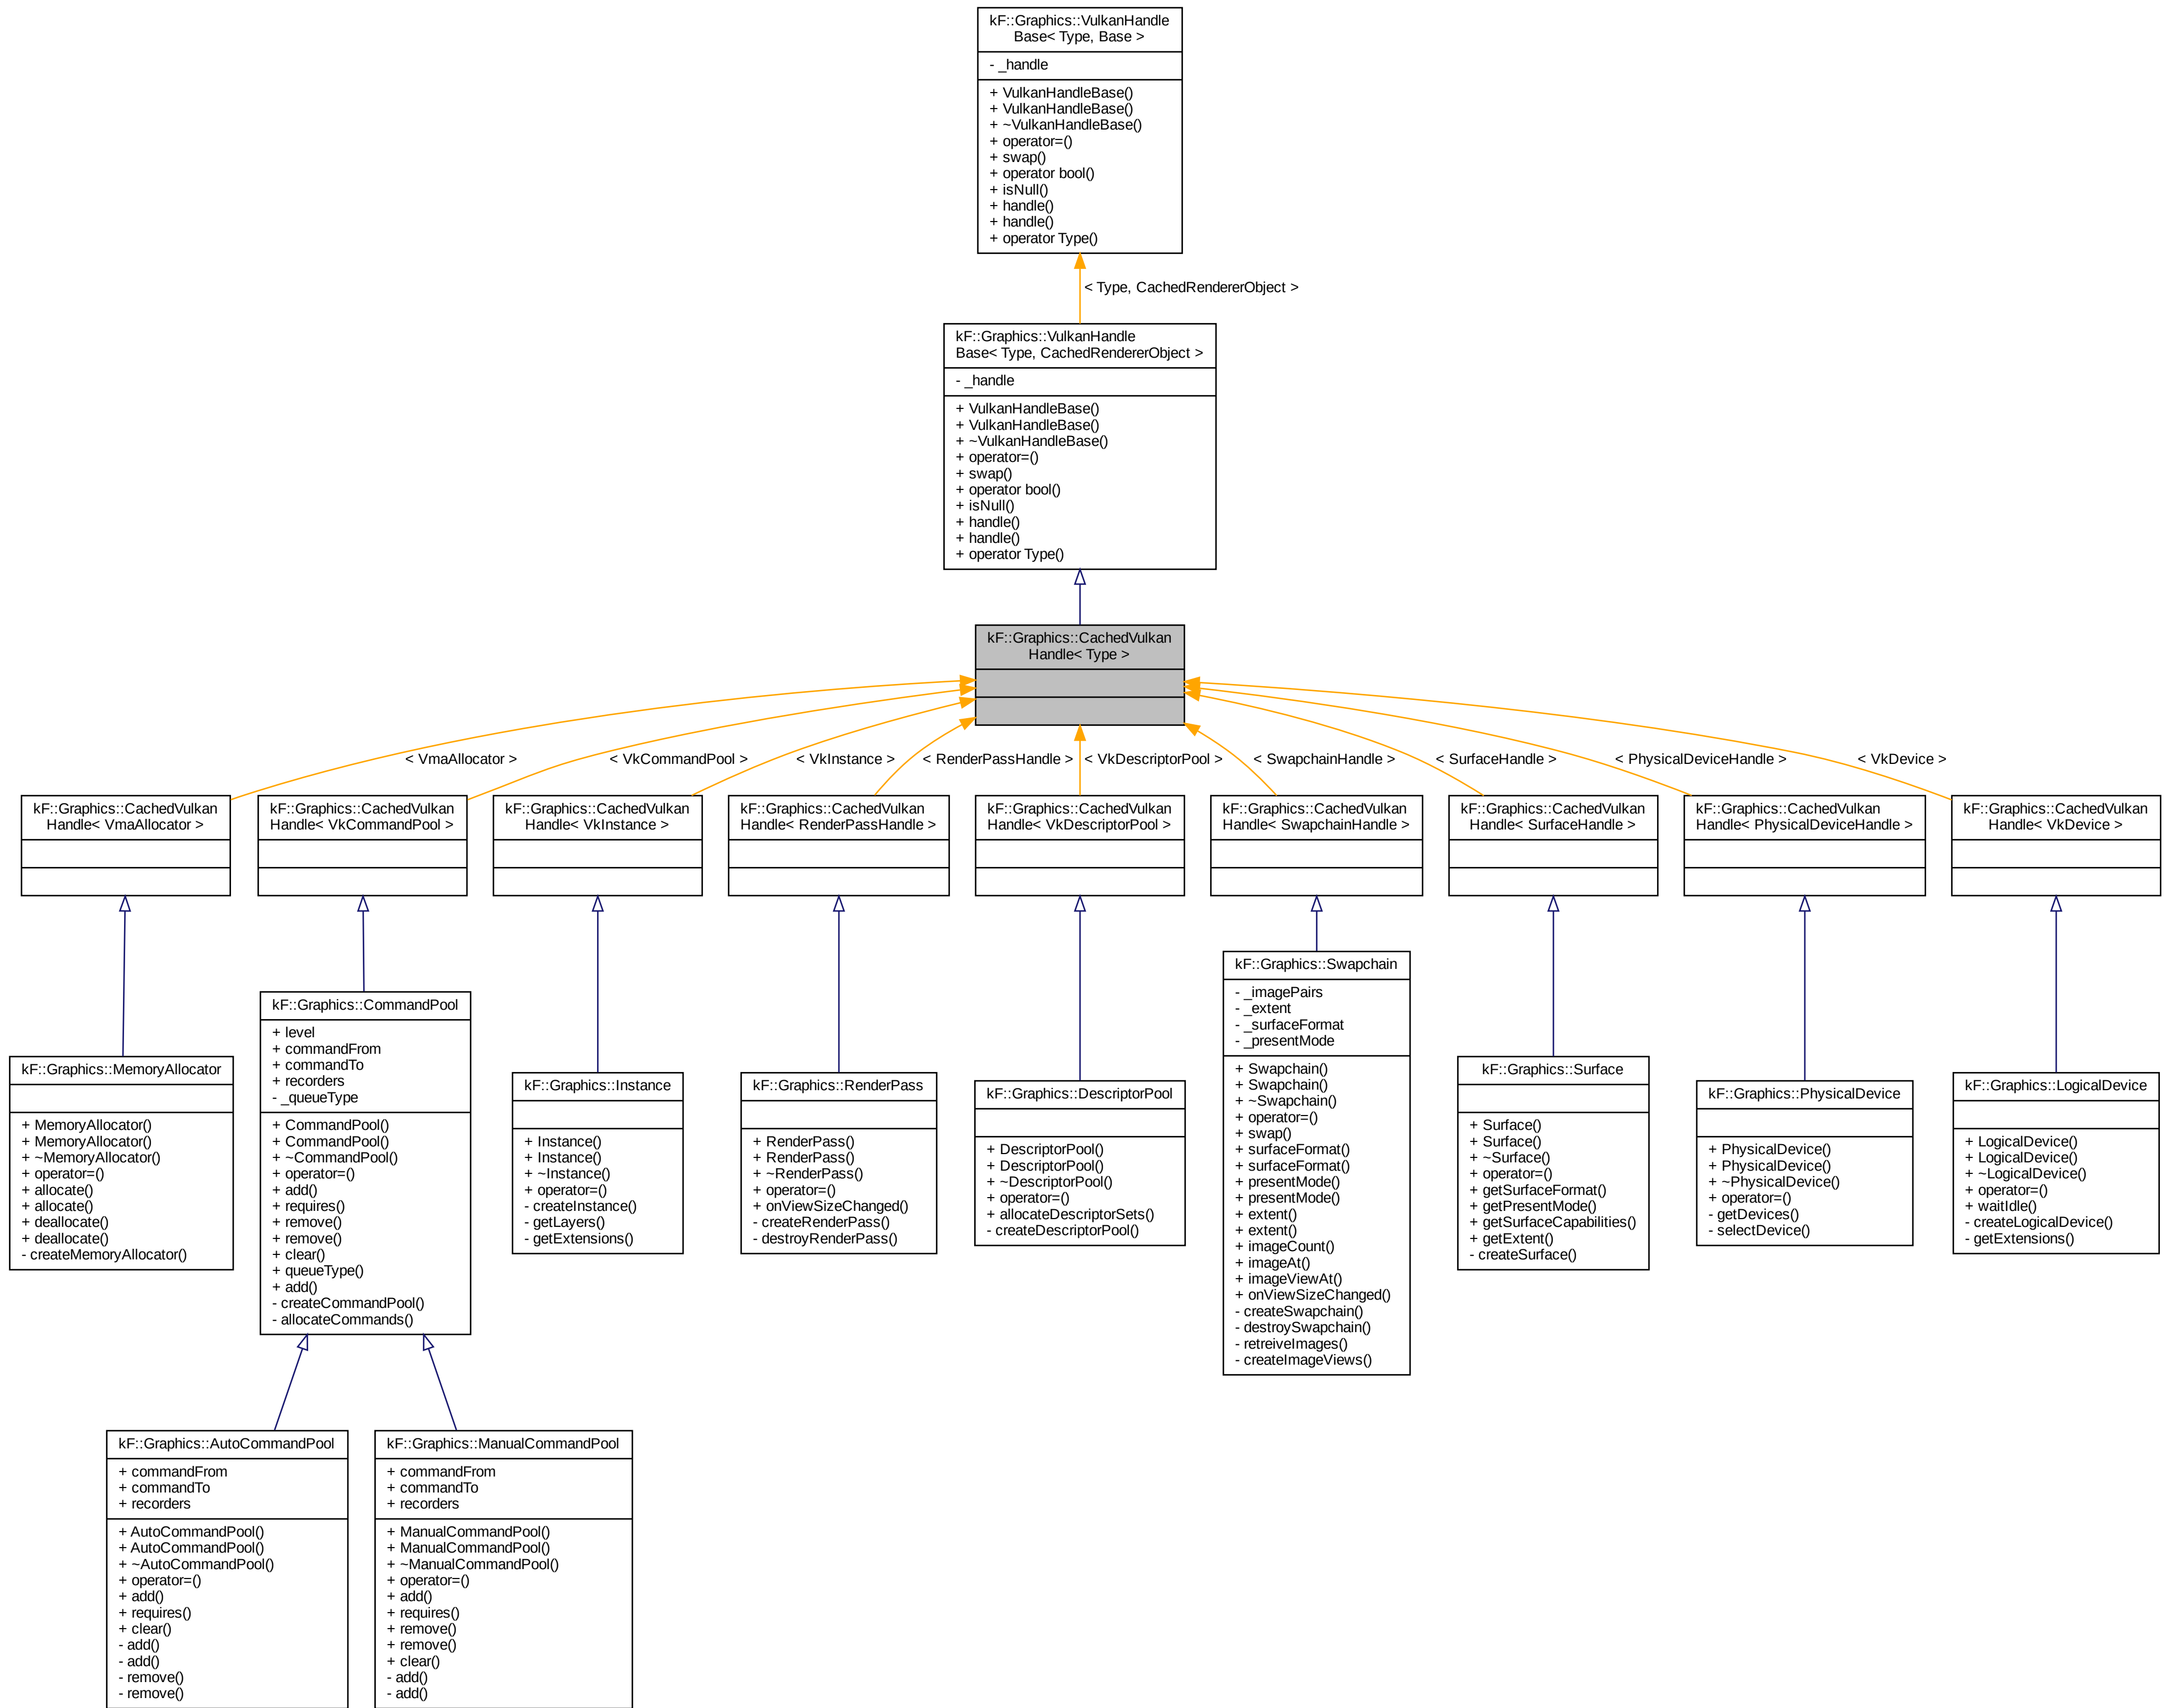 kF::Graphics::VulkanHandle
Base< Type, Base >
- _handle
+ VulkanHandleBase()
+ VulkanHandleBase()
+ ~VulkanHandleBase()
+ operator=()
+ swap()
+ operator bool()
+ isNull()
+ handle()
+ handle()
+ operator Type()
< Type, CachedRendererObject >
kF::Graphics::VulkanHandle
Base< Type, CachedRendererObject >
- _handle
+ VulkanHandleBase()
+ VulkanHandleBase()
+ ~VulkanHandleBase()
+ operator=()
+ swap()
+ operator bool()
+ isNull()
+ handle()
+ handle()
+ operator Type()
kF::Graphics::CachedVulkan
Handle< Type >
< VmaAllocator >
< VkCommandPool >
< VkInstance >
< RenderPassHandle >
< VkDescriptorPool >
< SwapchainHandle >
< SurfaceHandle >
< PhysicalDeviceHandle >
< VkDevice >
kF::Graphics::CachedVulkan
Handle< VmaAllocator >
kF::Graphics::CachedVulkan
Handle< VkCommandPool >
kF::Graphics::CachedVulkan
Handle< VkInstance >
kF::Graphics::CachedVulkan
Handle< RenderPassHandle >
kF::Graphics::CachedVulkan
Handle< VkDescriptorPool >
kF::Graphics::CachedVulkan
Handle< SwapchainHandle >
kF::Graphics::CachedVulkan
Handle< SurfaceHandle >
kF::Graphics::CachedVulkan
Handle< PhysicalDeviceHandle >
kF::Graphics::CachedVulkan
Handle< VkDevice >
kF::Graphics::MemoryAllocator
+ MemoryAllocator()
+ MemoryAllocator()
+ ~MemoryAllocator()
+ operator=()
+ allocate()
+ allocate()
+ deallocate()
+ deallocate()
- createMemoryAllocator()
kF::Graphics::CommandPool
+ level
+ commandFrom
+ commandTo
+ recorders
- _queueType
+ CommandPool()
+ CommandPool()
+ ~CommandPool()
+ operator=()
+ add()
+ requires()
+ remove()
+ remove()
+ clear()
+ queueType()
+ add()
- createCommandPool()
- allocateCommands()
kF::Graphics::Instance
+ Instance()
+ Instance()
+ ~Instance()
+ operator=()
- createInstance()
- getLayers()
- getExtensions()
kF::Graphics::RenderPass
+ RenderPass()
+ RenderPass()
+ ~RenderPass()
+ operator=()
+ onViewSizeChanged()
- createRenderPass()
- destroyRenderPass()
kF::Graphics::DescriptorPool
+ DescriptorPool()
+ DescriptorPool()
+ ~DescriptorPool()
+ operator=()
+ allocateDescriptorSets()
- createDescriptorPool()
kF::Graphics::Swapchain
- _imagePairs
- _extent
- _surfaceFormat
- _presentMode
+ Swapchain()
+ Swapchain()
+ ~Swapchain()
+ operator=()
+ swap()
+ surfaceFormat()
+ surfaceFormat()
+ presentMode()
+ presentMode()
+ extent()
+ extent()
+ imageCount()
+ imageAt()
+ imageViewAt()
+ onViewSizeChanged()
- createSwapchain()
- destroySwapchain()
- retreiveImages()
- createImageViews()
kF::Graphics::Surface
+ Surface()
+ Surface()
+ ~Surface()
+ operator=()
+ getSurfaceFormat()
+ getPresentMode()
+ getSurfaceCapabilities()
+ getExtent()
- createSurface()
kF::Graphics::PhysicalDevice
+ PhysicalDevice()
+ PhysicalDevice()
+ ~PhysicalDevice()
+ operator=()
- getDevices()
- selectDevice()
kF::Graphics::LogicalDevice
+ LogicalDevice()
+ LogicalDevice()
+ ~LogicalDevice()
+ operator=()
+ waitIdle()
- createLogicalDevice()
- getExtensions()
kF::Graphics::AutoCommandPool
+ commandFrom
+ commandTo
+ recorders
+ AutoCommandPool()
+ AutoCommandPool()
+ ~AutoCommandPool()
+ operator=()
+ add()
+ requires()
+ clear()
- add()
- add()
- remove()
- remove()
kF::Graphics::ManualCommandPool
+ commandFrom
+ commandTo
+ recorders
+ ManualCommandPool()
+ ManualCommandPool()
+ ~ManualCommandPool()
+ operator=()
+ add()
+ requires()
+ remove()
+ remove()
+ clear()
- add()
- add()